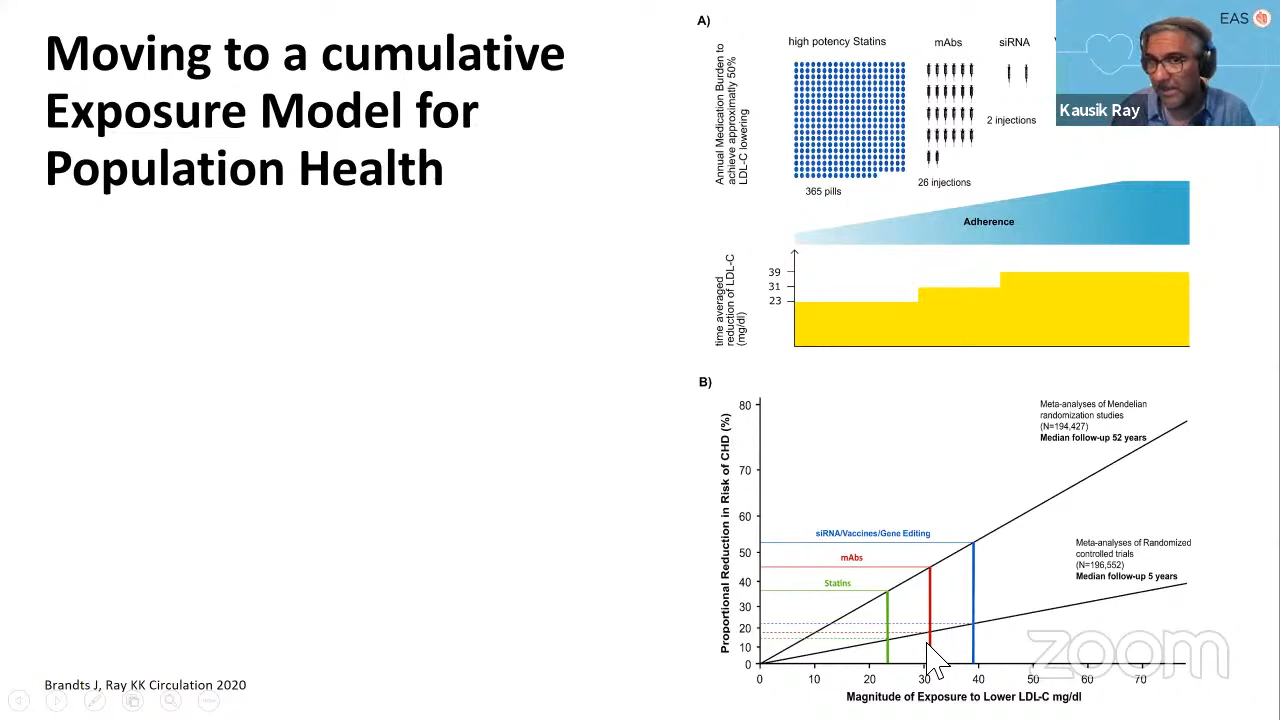 Moving to a cumulative
Exposure Model for
Population Health
A)
high potency Statins
mAbs
siRNA
Annual Medication Burden to
achieve approximatly 50%
LDL-C lowering
365 pills
26 injections
2 injections
Adherence
time averaged
reduction of LDL-C
(mg/dl)
39
31
23
EAS
Kausik Ray
B)
Proportional Reduction in Risk of CHD (%)
80
70
60
50
40
30
20
10
0
Meta-analyses of Mendelian
randomization studies
(N=194,427)
Median follow-up 52 years
siRNA/Vaccines/Gene Editing
mAbs
Statins
Meta-analyses of Randomized
controlled trials
(N=196,552)
Median follow-up 5 years
0 10 20 30 40 50 60 70
Magnitude of Exposure to Lower LDL-C mg/dl
zoom
Brandts J, Ray KK Circulation 2020